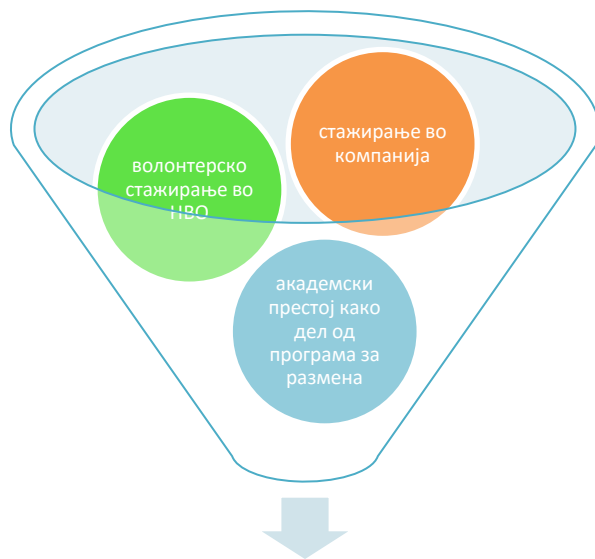 волонтерско
стажирање во
НВО
стажирање во
компанија
академски
престој како
дел од
програма за
размена